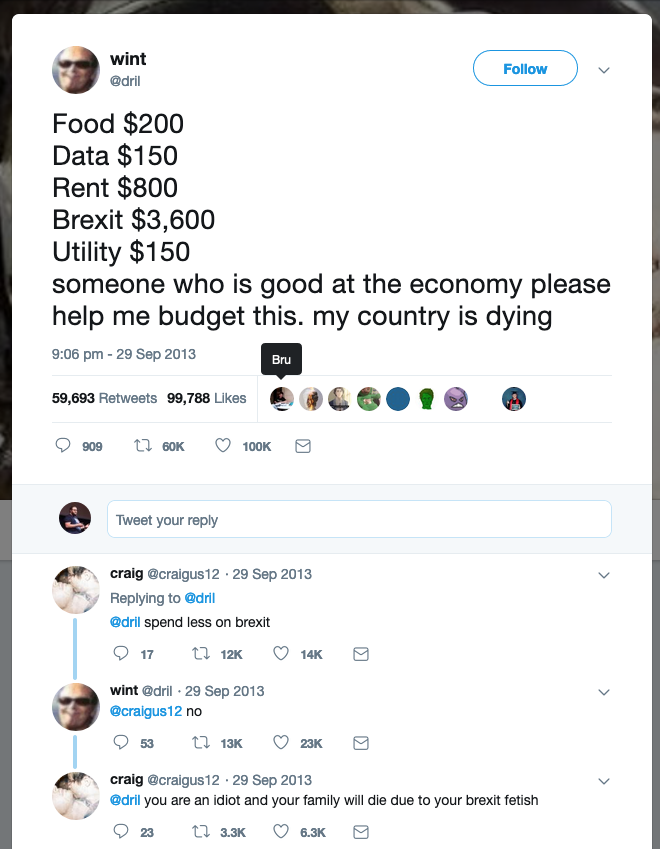 wint
@dril
Follow
Food $200
Data $150
Rent $800
Brexit $3,600
Utility $150
someone who is good at the economy please
help me budget this. my country is dying
9:06 pm - 29 Sep 2013
Bru
59,693 Retweets 99,788 Likes
909 60K 100K
Tweet your reply
craig @craigus12 · 29 Sep 2013
Replying to @dril
@dril spend less on brexit
17 12K 14K
wint @dril · 29 Sep 2013
@craigus12 no
53 13K 23K
craig @craigus12 · 29 Sep 2013
@dril you are an idiot and your family will die due to your brexit fetish
23 3.3K 6.3K